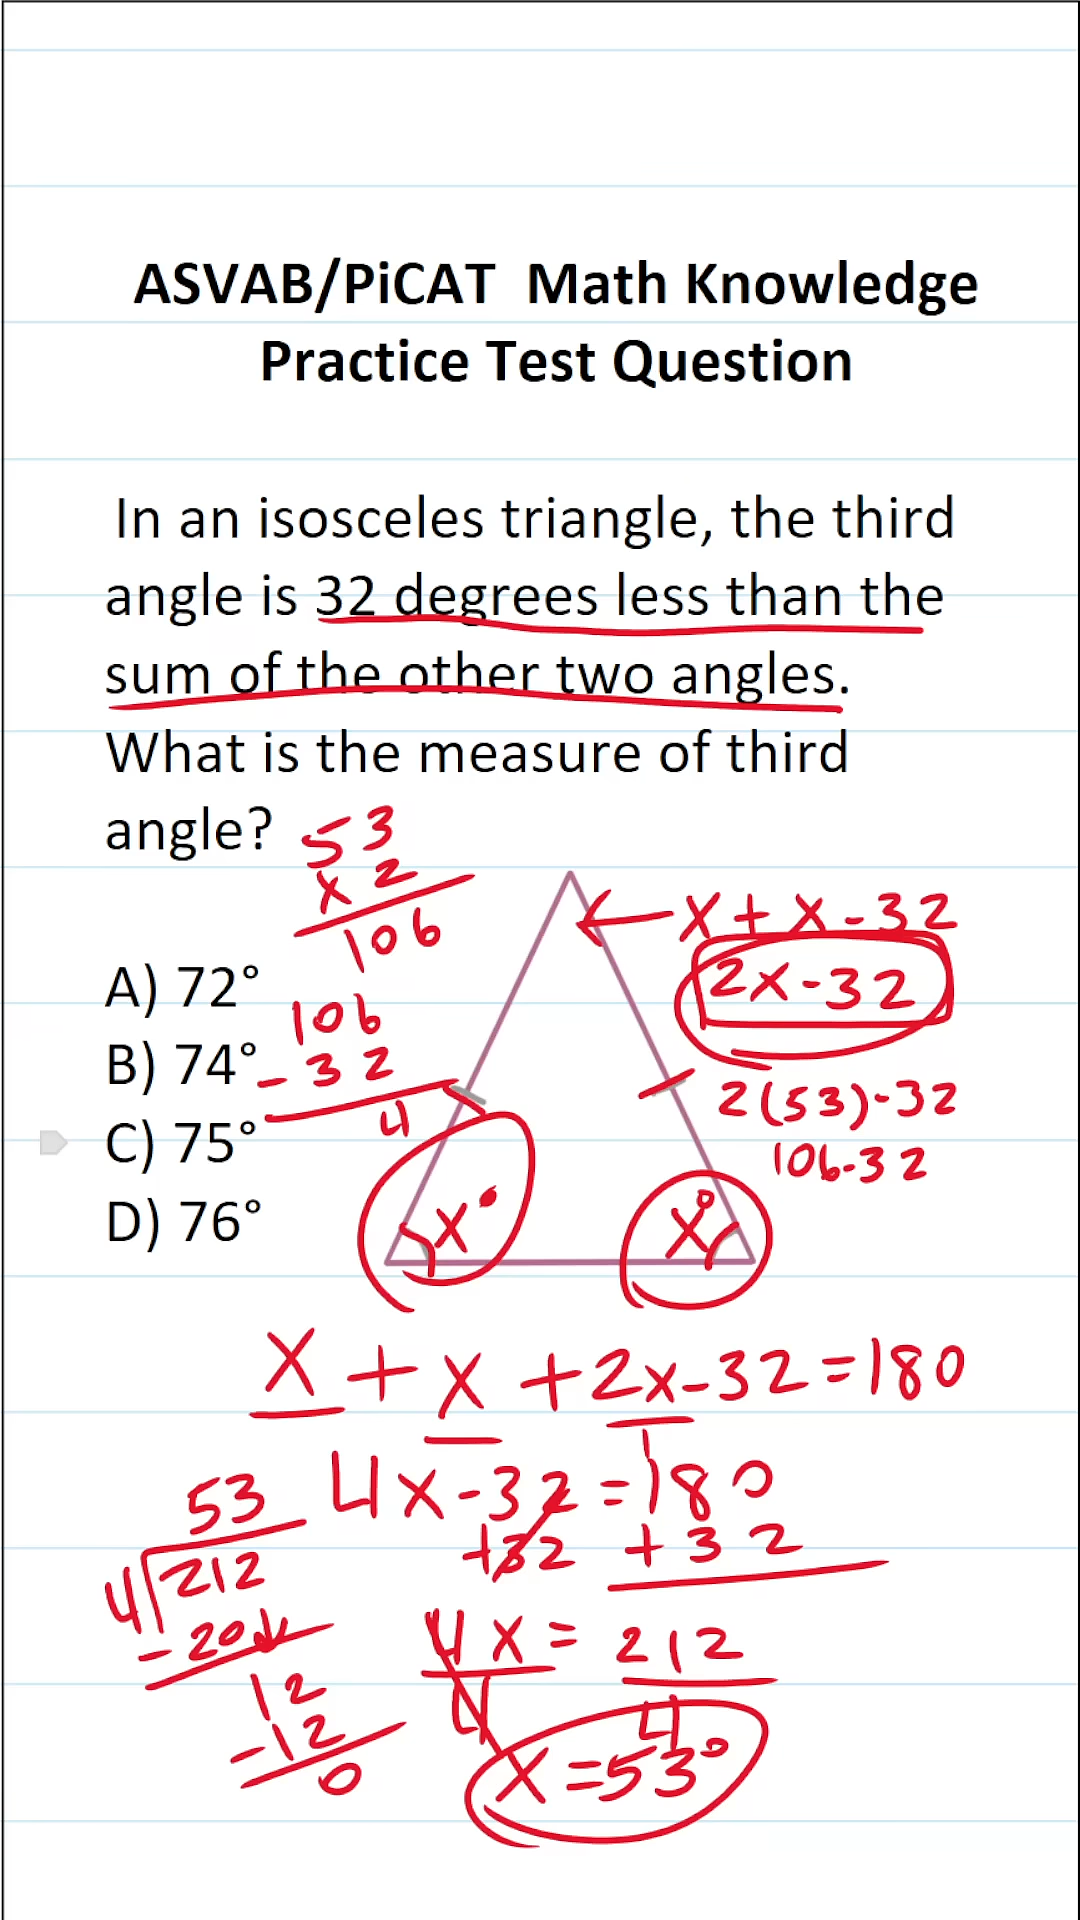 ASVAB/PiCAT Math Knowledge
Practice Test Question
In an isosceles triangle, the third
angle is 32 degrees less than the
sum of the other two angles.
What is the measure of third
angle?
53
x 2
106
x + x - 32
2x - 32
A) 72°
106
B) 74°
- 32
4
2(53) - 32
C) 75°
106 - 32
D) 76°
x°
x°
x + x + 2x - 32 = 180
4x - 32 = 180
+32 +32
53
4 212
- 20
12
- 12
0
4x = 212
4 4
x = 53°